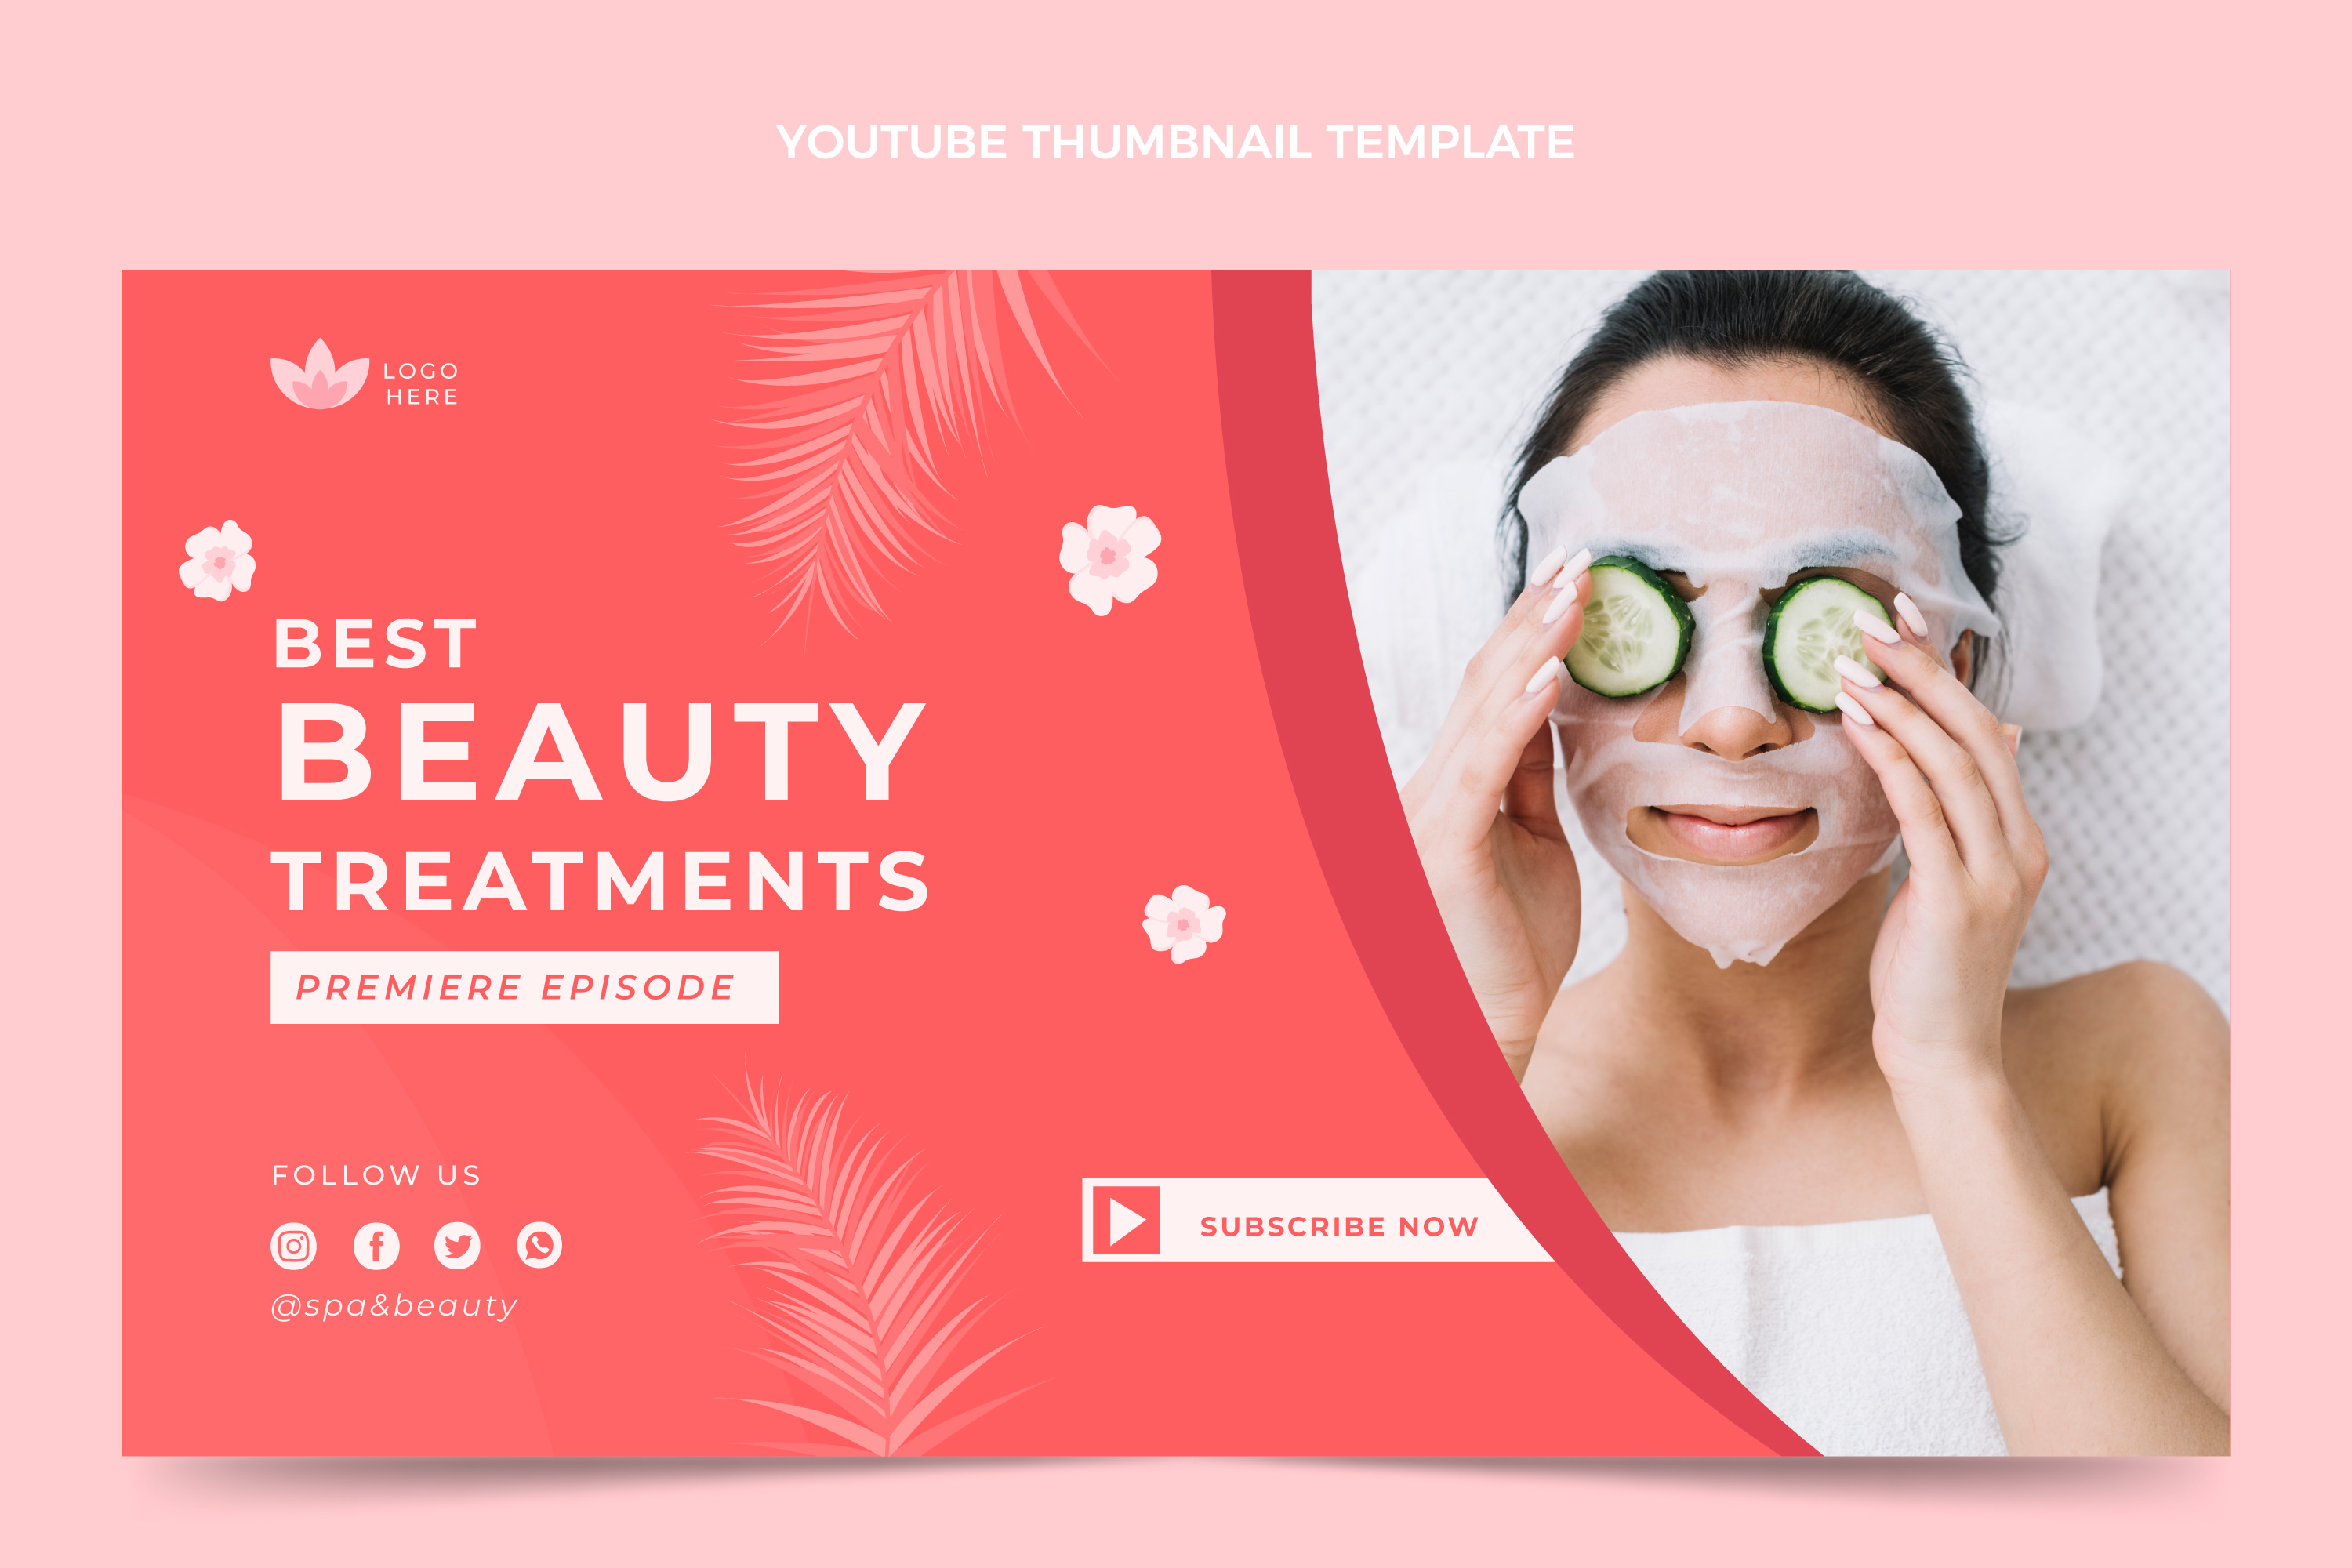 YOUTUBE THUMBNAIL TEMPLATE
LOGO
HERE
BEST
BEAUTY
TREATMENTS
PREMIERE EPISODE
FOLLOW US
@spa&beauty
SUBSCRIBE NOW